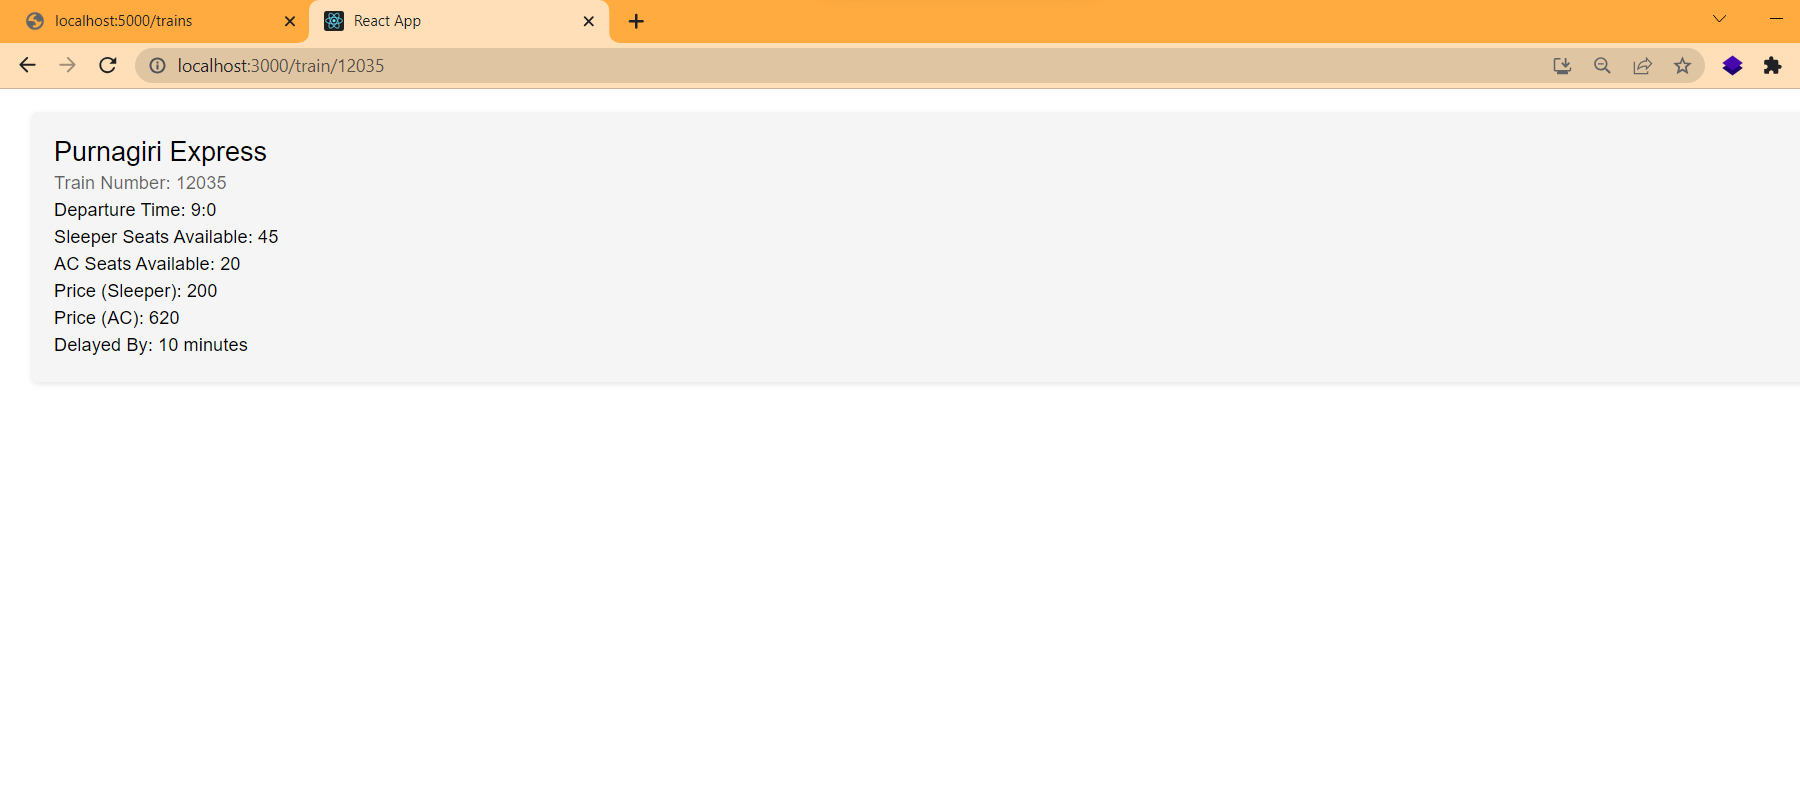 localhost:5000/trains
React App
localhost:3000/train/12035
Purnagiri Express
Train Number: 12035
Departure Time: 9:0
Sleeper Seats Available: 45
AC Seats Available: 20
Price (Sleeper): 200
Price (AC): 620
Delayed By: 10 minutes